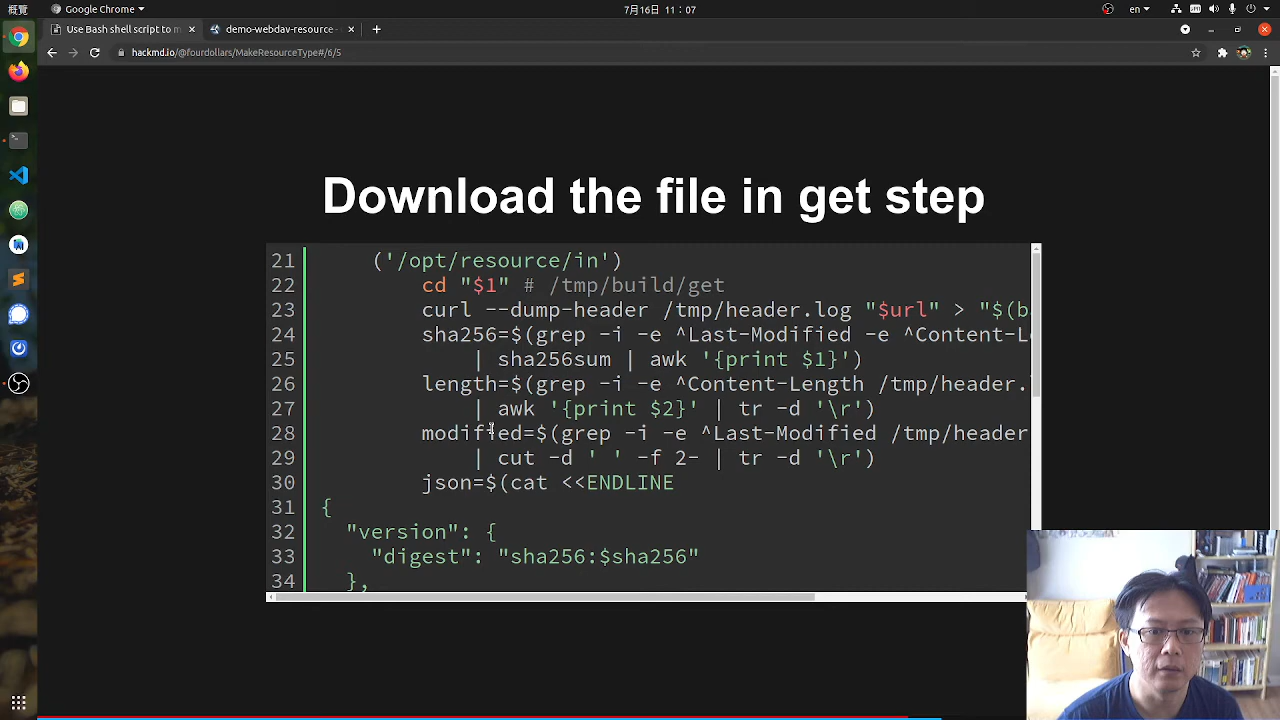 概覧
Google Chrome
7月16日 11：07
en
Use Bash shell script to m
demo-webdav-resource -
hackmd.io/@fourdollars/MakeResourceType#/6/5
Download the file in get step
21 ('/opt/resource/in')
22 cd "$1" # /tmp/build/get
23 curl --dump-header /tmp/header.log "$url" > "$(b
24 sha256=$(grep -i -e ^Last-Modified -e ^Content-L
25 | sha256sum | awk '{print $1}')
26 length=$(grep -i -e ^Content-Length /tmp/header.
27 | awk '{print $2}' | tr -d '\r')
28 modified=$(grep -i -e ^Last-Modified /tmp/header
29 | cut -d ' ' -f 2- | tr -d '\r')
30 json=$(cat <<ENDLINE
31 {
32 "version": {
33 "digest": "sha256:$sha256"
34 },